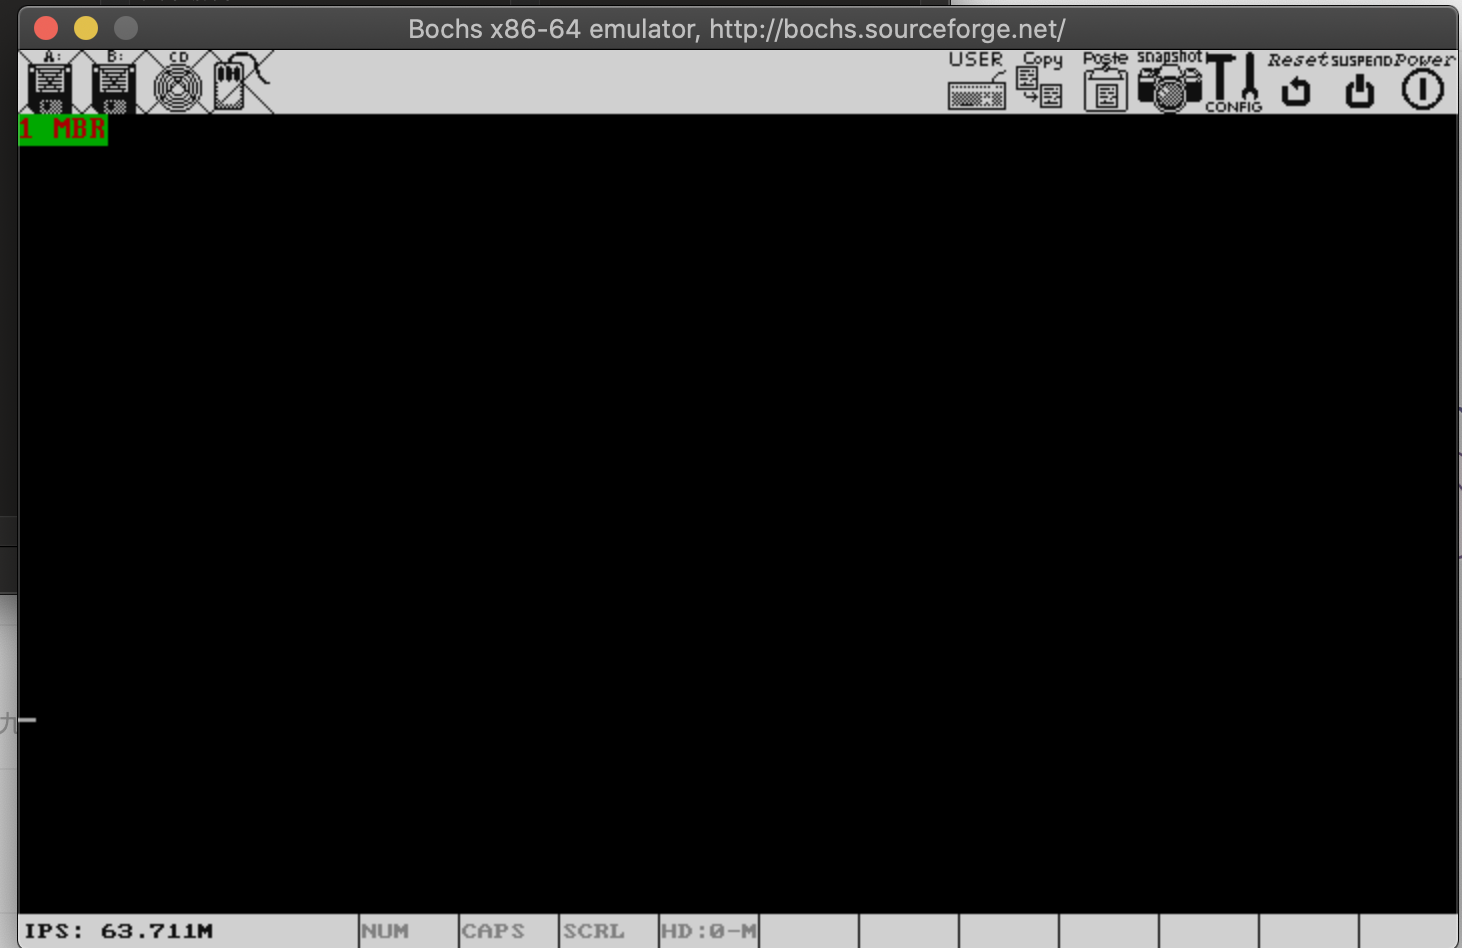 Bochs x86-64 emulator, http://bochs.sourceforge.net/
A: B: CD USER Copy Paste snapshot CONFIG Reset SUSPEND Power
1 MBR
IPS: 63.711M NUM CAPS SCRL HD:0-M